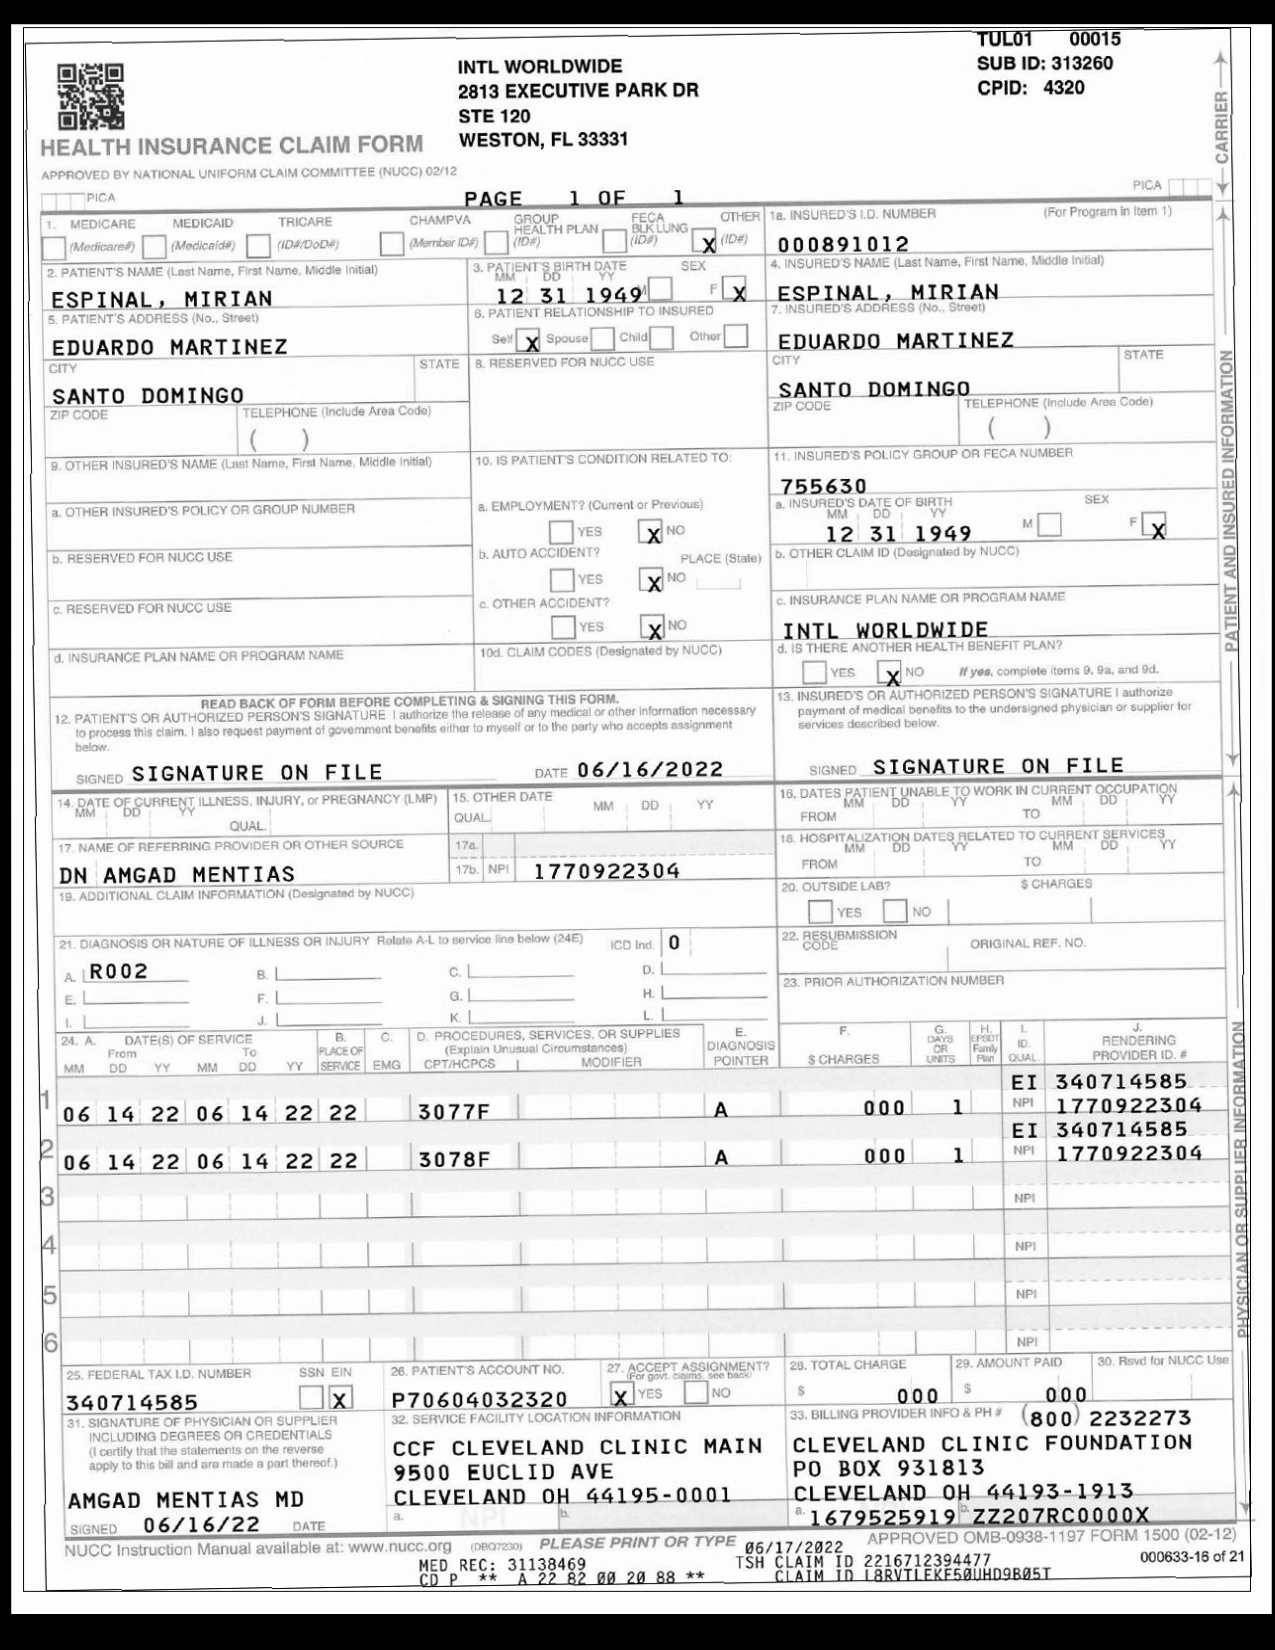 TUL01 00015
SUB ID: 313260
CPID: 4320
INTL WORLDWIDE
2813 EXECUTIVE PARK DR
STE 120
WESTON, FL 33331
HEALTH INSURANCE CLAIM FORM
APPROVED BY NATIONAL UNIFORM CLAIM COMMITTEE (NUCC) 02/12
PICA
PAGE 1 OF 1
PICA
CARRIER
1. MEDICARE MEDICAID TRICARE CHAMPVA GROUP HEALTH PLAN FECA BLK LUNG OTHER
(Medicare#) (Medicaid#) (ID#/DoD#) (Member ID#) (ID#) (ID#) X (ID#)
1a. INSURED'S I.D. NUMBER (For Program in Item 1)
000891012
2. PATIENT'S NAME (Last Name, First Name, Middle Initial)
ESPINAL, MIRIAN
3. PATIENT'S BIRTH DATE SEX
MM DD YY
12 31 1949 M F X
4. INSURED'S NAME (Last Name, First Name, Middle Initial)
ESPINAL, MIRIAN
5. PATIENT'S ADDRESS (No., Street)
EDUARDO MARTINEZ
6. PATIENT RELATIONSHIP TO INSURED
Self X Spouse Child Other
7. INSURED'S ADDRESS (No., Street)
EDUARDO MARTINEZ
CITY STATE
SANTO DOMINGO
8. RESERVED FOR NUCC USE
CITY STATE
SANTO DOMINGO
ZIP CODE TELEPHONE (Include Area Code)
( )
ZIP CODE TELEPHONE (Include Area Code)
( )
9. OTHER INSURED'S NAME (Last Name, First Name, Middle Initial)
10. IS PATIENT'S CONDITION RELATED TO:
11. INSURED'S POLICY GROUP OR FECA NUMBER
755630
a. OTHER INSURED'S POLICY OR GROUP NUMBER
a. EMPLOYMENT? (Current or Previous)
YES X NO
a. INSURED'S DATE OF BIRTH SEX
MM DD YY
12 31 1949 M F X
b. RESERVED FOR NUCC USE
b. AUTO ACCIDENT? PLACE (State)
YES X NO
b. OTHER CLAIM ID (Designated by NUCC)
c. RESERVED FOR NUCC USE
c. OTHER ACCIDENT?
YES X NO
c. INSURANCE PLAN NAME OR PROGRAM NAME
INTL WORLDWIDE
d. INSURANCE PLAN NAME OR PROGRAM NAME
10d. CLAIM CODES (Designated by NUCC)
d. IS THERE ANOTHER HEALTH BENEFIT PLAN?
YES X NO If yes, complete items 9, 9a, and 9d.
READ BACK OF FORM BEFORE COMPLETING & SIGNING THIS FORM.
12. PATIENT'S OR AUTHORIZED PERSON'S SIGNATURE I authorize the release of any medical or other information necessary
to process this claim. I also request payment of government benefits either to myself or to the party who accepts assignment
below.
SIGNED SIGNATURE ON FILE DATE 06/16/2022
13. INSURED'S OR AUTHORIZED PERSON'S SIGNATURE I authorize
payment of medical benefits to the undersigned physician or supplier for
services described below.
SIGNED SIGNATURE ON FILE
PATIENT AND INSURED INFORMATION
14. DATE OF CURRENT ILLNESS, INJURY, or PREGNANCY (LMP)
MM DD YY
QUAL.
15. OTHER DATE
QUAL. MM DD YY
16. DATES PATIENT UNABLE TO WORK IN CURRENT OCCUPATION
MM DD YY MM DD YY
FROM TO
17. NAME OF REFERRING PROVIDER OR OTHER SOURCE
DN AMGAD MENTIAS
17a.
17b. NPI 1770922304
18. HOSPITALIZATION DATES RELATED TO CURRENT SERVICES
MM DD YY MM DD YY
FROM TO
19. ADDITIONAL CLAIM INFORMATION (Designated by NUCC)
20. OUTSIDE LAB? $ CHARGES
YES NO
21. DIAGNOSIS OR NATURE OF ILLNESS OR INJURY Relate A-L to service line below (24E) ICD Ind. 0
A. R002 B. C. D.
E. F. G. H.
I. J. K. L.
22. RESUBMISSION CODE ORIGINAL REF. NO.
23. PRIOR AUTHORIZATION NUMBER
24. A. DATE(S) OF SERVICE B. C. D. PROCEDURES, SERVICES, OR SUPPLIES E. F. G. H. I. J.
From To PLACE OF (Explain Unusual Circumstances) DIAGNOSIS DAYS OR UNITS EPSDT Family Plan ID. RENDERING
MM DD YY MM DD YY SERVICE EMG CPT/HCPCS MODIFIER POINTER $ CHARGES QUAL. PROVIDER ID. #
EI 340714585
1 06 14 22 06 14 22 22 3077F A 000 1 NPI 1770922304
EI 340714585
2 06 14 22 06 14 22 22 3078F A 000 1 NPI 1770922304
3 NPI
4 NPI
5 NPI
6 NPI
PHYSICIAN OR SUPPLIER INFORMATION
25. FEDERAL TAX I.D. NUMBER SSN EIN
340714585 X
26. PATIENT'S ACCOUNT NO.
P70604032320
27. ACCEPT ASSIGNMENT?
(For govt. claims, see back)
X YES NO
28. TOTAL CHARGE
$ 000
29. AMOUNT PAID
$ 000
30. Rsvd for NUCC Use
31. SIGNATURE OF PHYSICIAN OR SUPPLIER
INCLUDING DEGREES OR CREDENTIALS
(I certify that the statements on the reverse
apply to this bill and are made a part thereof.)
AMGAD MENTIAS MD
SIGNED 06/16/22 DATE
32. SERVICE FACILITY LOCATION INFORMATION
CCF CLEVELAND CLINIC MAIN
9500 EUCLID AVE
CLEVELAND OH 44195-0001
a. NPI b.
33. BILLING PROVIDER INFO & PH # (800) 2232273
CLEVELAND CLINIC FOUNDATION
PO BOX 931813
CLEVELAND OH 44193-1913
a. 1679525919 b. ZZ207RC0000X
NUCC Instruction Manual available at: www.nucc.org (DBG7230) PLEASE PRINT OR TYPE 06/17/2022 APPROVED OMB-0938-1197 FORM 1500 (02-12)
MED REC: 31138469 TSH CLAIM ID 2216712394477 000633-16 of 21
CD P ** A 22 82 00 20 88 ** CLAIM ID L8RVTLEKF50UHD9B05T